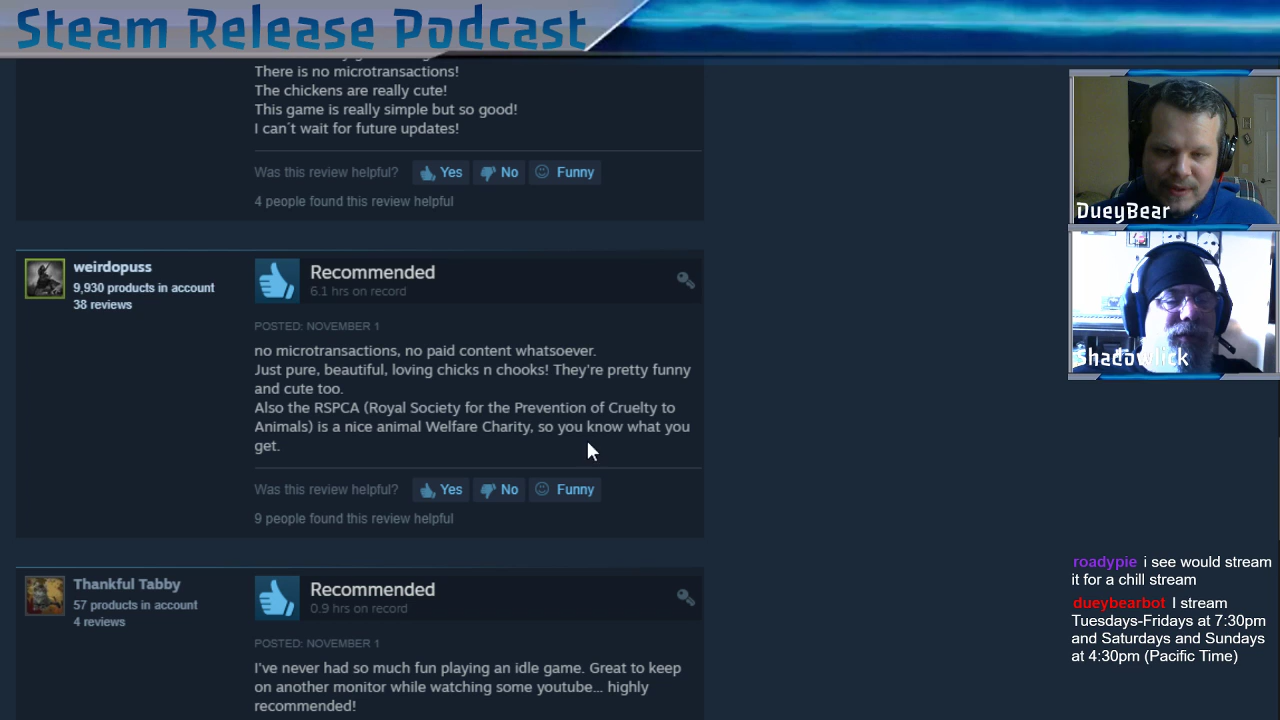 Steam Release Podcast
There is no microtransactions!
The chickens are really cute!
This game is really simple but so good!
I can´t wait for future updates!
Was this review helpful? Yes No Funny
4 people found this review helpful
weirdopuss
9,930 products in account
38 reviews
Recommended
6.1 hrs on record
POSTED: NOVEMBER 1
no microtransactions, no paid content whatsoever.
Just pure, beautiful, loving chicks n chooks! They're pretty funny
and cute too.
Also the RSPCA (Royal Society for the Prevention of Cruelty to
Animals) is a nice animal Welfare Charity, so you know what you
get.
Was this review helpful? Yes No Funny
9 people found this review helpful
Thankful Tabby
57 products in account
4 reviews
Recommended
0.9 hrs on record
POSTED: NOVEMBER 1
I've never had so much fun playing an idle game. Great to keep
on another monitor while watching some youtube... highly
recommended!
DueyBear
Shadowlick
roadypie i see would stream
it for a chill stream
dueybearbot I stream
Tuesdays-Fridays at 7:30pm
and Saturdays and Sundays
at 4:30pm (Pacific Time)